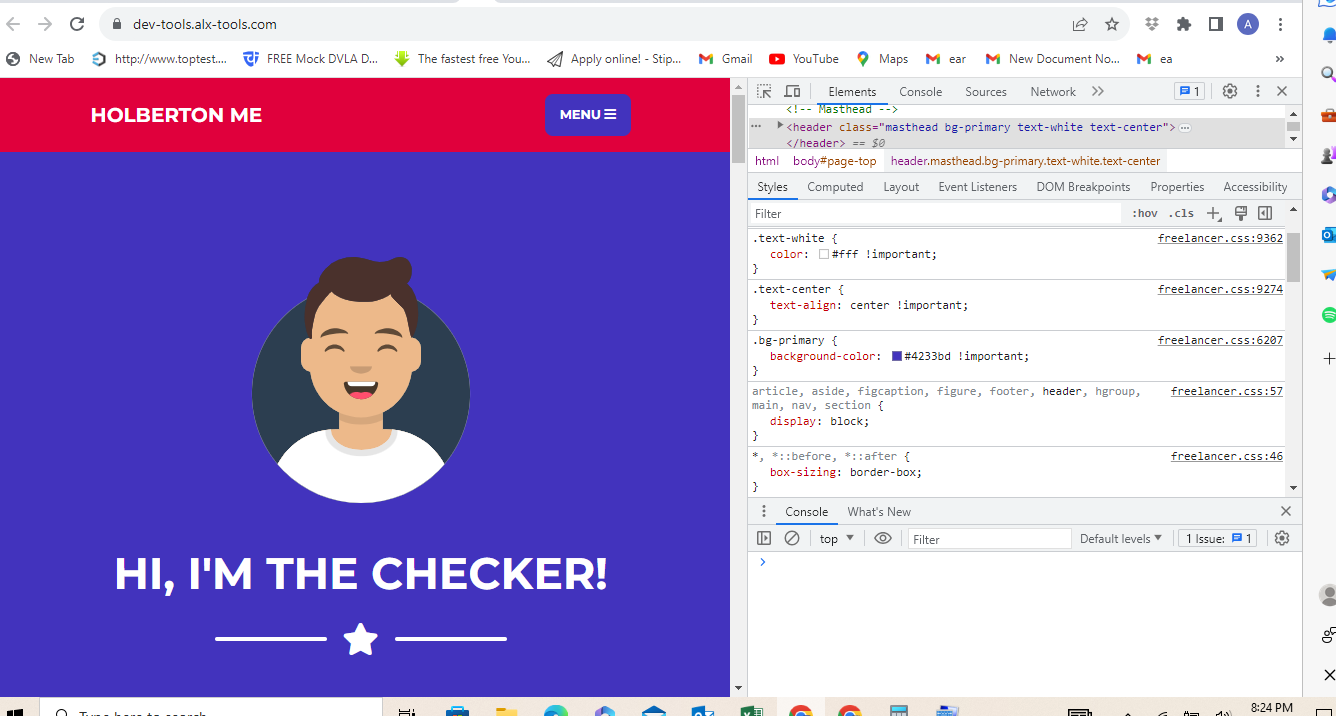 dev-tools.alx-tools.com
A
New Tab
http://www.toptest....
FREE Mock DVLA D...
The fastest free You...
Apply online! - Stip...
Gmail
YouTube
Maps
ear
New Document No...
ea
»
HOLBERTON ME
MENU
HI, I'M THE CHECKER!
Elements
Console
Sources
Network
1
<!-- Masthead -->
<header class="masthead bg-primary text-white text-center">
</header> == $0
html
body#page-top
header.masthead.bg-primary.text-white.text-center
Styles
Computed
Layout
Event Listeners
DOM Breakpoints
Properties
Accessibility
Filter
:hov
.cls
.text-white {
freelancer.css:9362
color: #fff !important;
}
.text-center {
freelancer.css:9274
text-align: center !important;
}
.bg-primary {
freelancer.css:6207
background-color: #4233bd !important;
}
article, aside, figcaption, figure, footer, header, hgroup,
freelancer.css:57
main, nav, section {
display: block;
}
*, *::before, *::after {
freelancer.css:46
box-sizing: border-box;
}
Console
What's New
top
Filter
Default levels
1 Issue: 1
Type here to search
8:24 PM